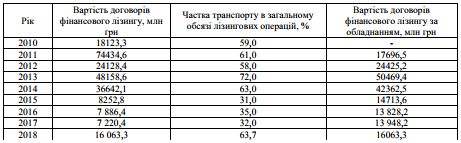 Рік Вартість договорів фінансового лізингу, млн грн Частка транспорту в загальному обсязі лізингових операцій, % Вартість договорів фінансового лізингу за обладнанням, млн грн
2010 18123,3 59,0 -
2011 74434,6 61,0 17696,5
2012 24128,4 58,0 24425,2
2013 48158,6 72,0 50469,4
2014 36642,1 63,0 42362,5
2015 8252,8 31,0 14713,6
2016 7 886,4 35,0 13 828,2
2017 7 220,4 32,0 13 948,2
2018 16 063,3 63,7 16063,3